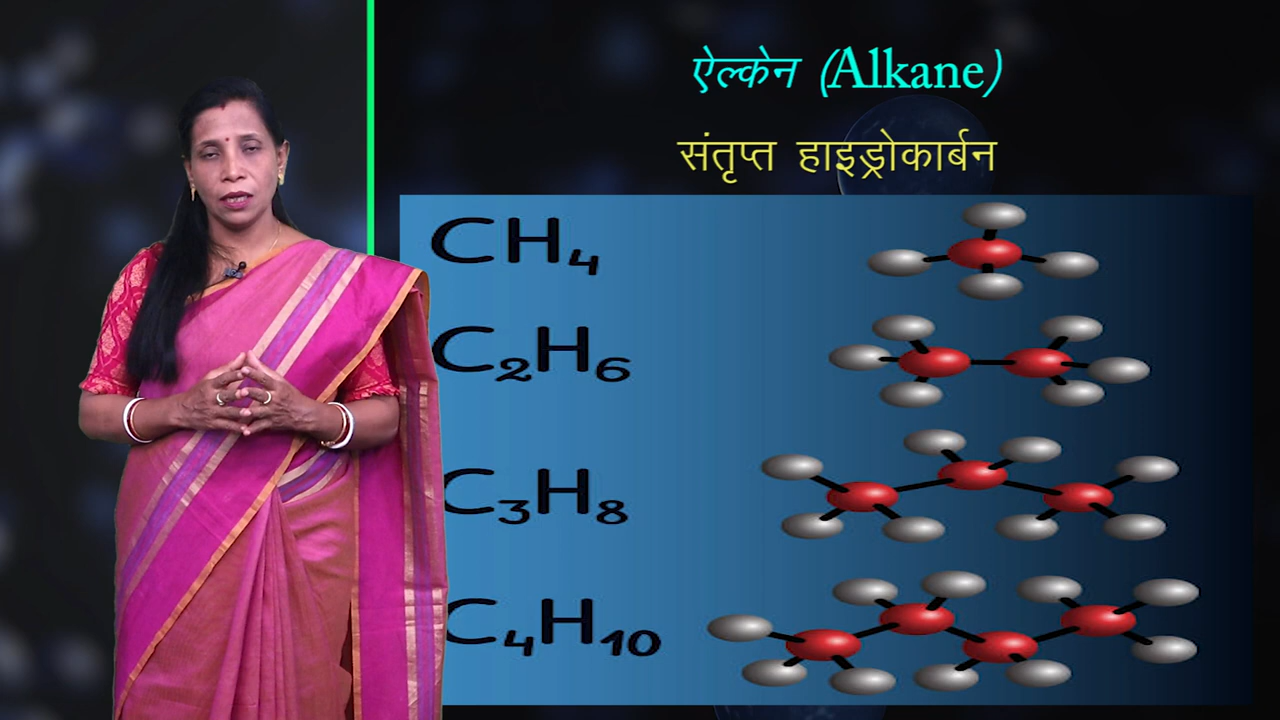 ऐल्केन (Alkane)
संतृप्त हाइड्रोकार्बन
CH₄
C₂H₆
C₃H₈
C₄H₁₀